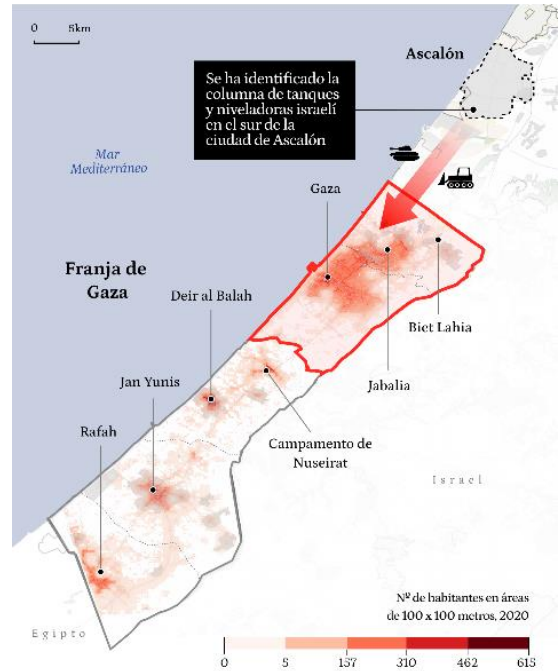 0 5km
Ascalón
Se ha identificado la
columna de tanques
y niveladoras israelí
en el sur de la
ciudad de Ascalón
Mar
Mediterráneo
Gaza
Franja de
Gaza
Deir al Balah
Biet Lahia
Jan Yunis
Jabalia
Rafah
Campamento de
Nuseirat
Israel
Nº de habitantes en áreas
de 100 x 100 metros, 2020
Egipto
0 5 157 310 462 615